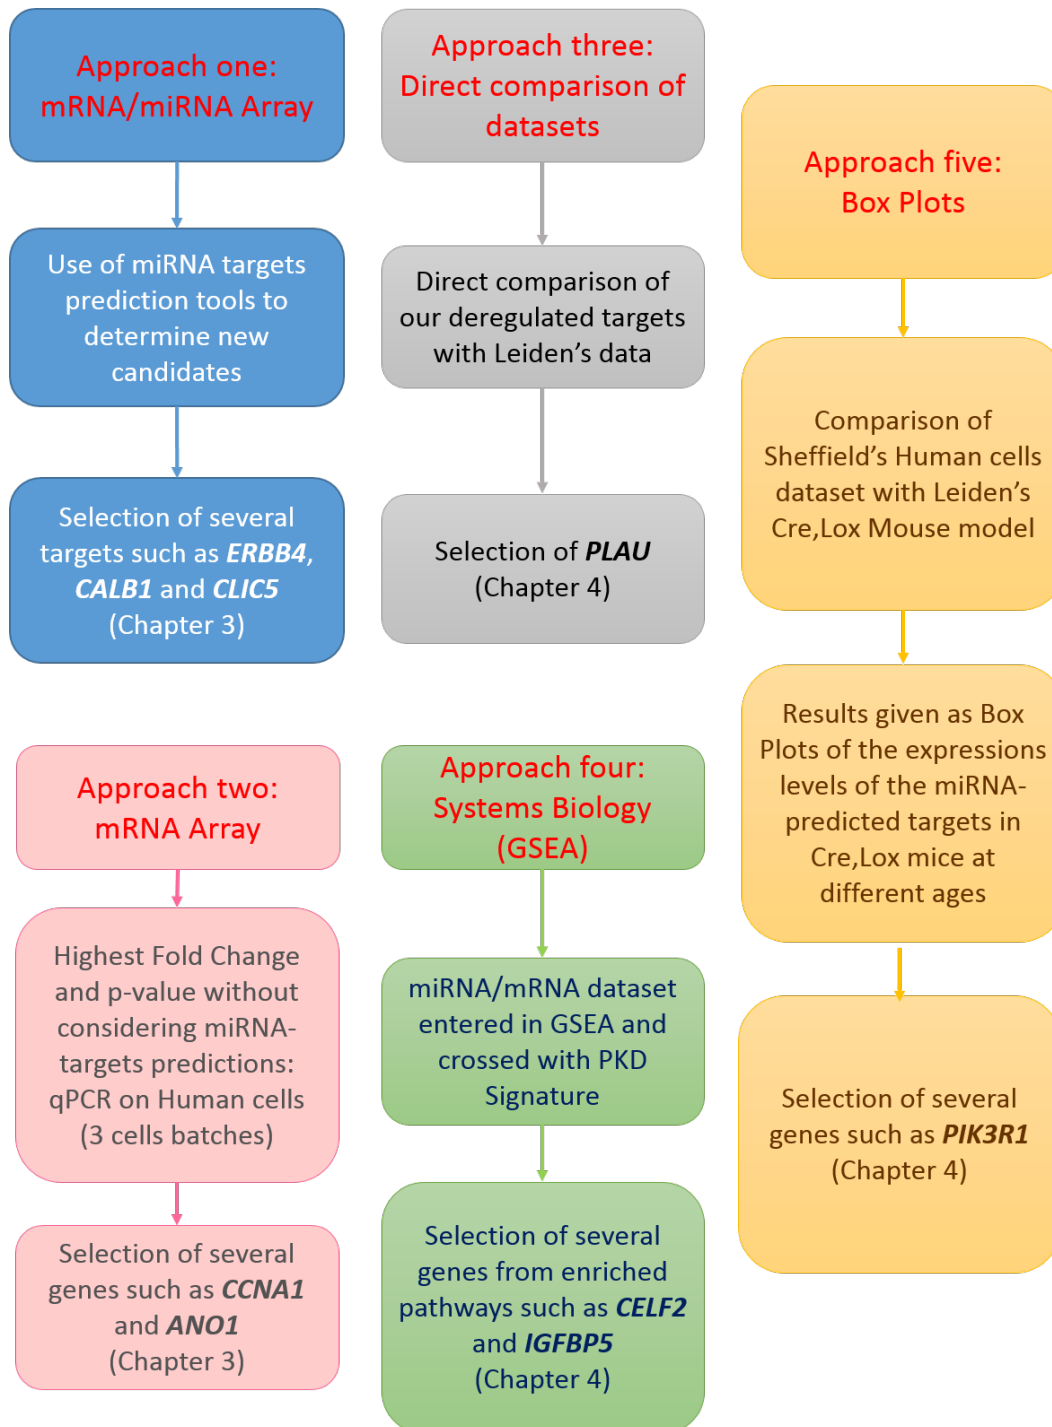 Approach one:
mRNA/miRNA Array
Use of miRNA targets
prediction tools to
determine new
candidates
Selection of several
targets such as ERBB4,
CALB1 and CLIC5
(Chapter 3)
Approach two:
mRNA Array
Highest Fold Change
and p-value without
considering miRNA-
targets predictions:
qPCR on Human cells
(3 cells batches)
Selection of several
genes such as CCNA1
and ANO1
(Chapter 3)
Approach three:
Direct comparison of
datasets
Direct comparison of
our deregulated targets
with Leiden’s data
Selection of PLAU
(Chapter 4)
Approach four:
Systems Biology
(GSEA)
miRNA/mRNA dataset
entered in GSEA and
crossed with PKD
Signature
Selection of several
genes from enriched
pathways such as CELF2
and IGFBP5
(Chapter 4)
Approach five:
Box Plots
Comparison of
Sheffield’s Human cells
dataset with Leiden’s
Cre,Lox Mouse model
Results given as Box
Plots of the expressions
levels of the miRNA-
predicted targets in
Cre,Lox mice at
different ages
Selection of several
genes such as PIK3R1
(Chapter 4)